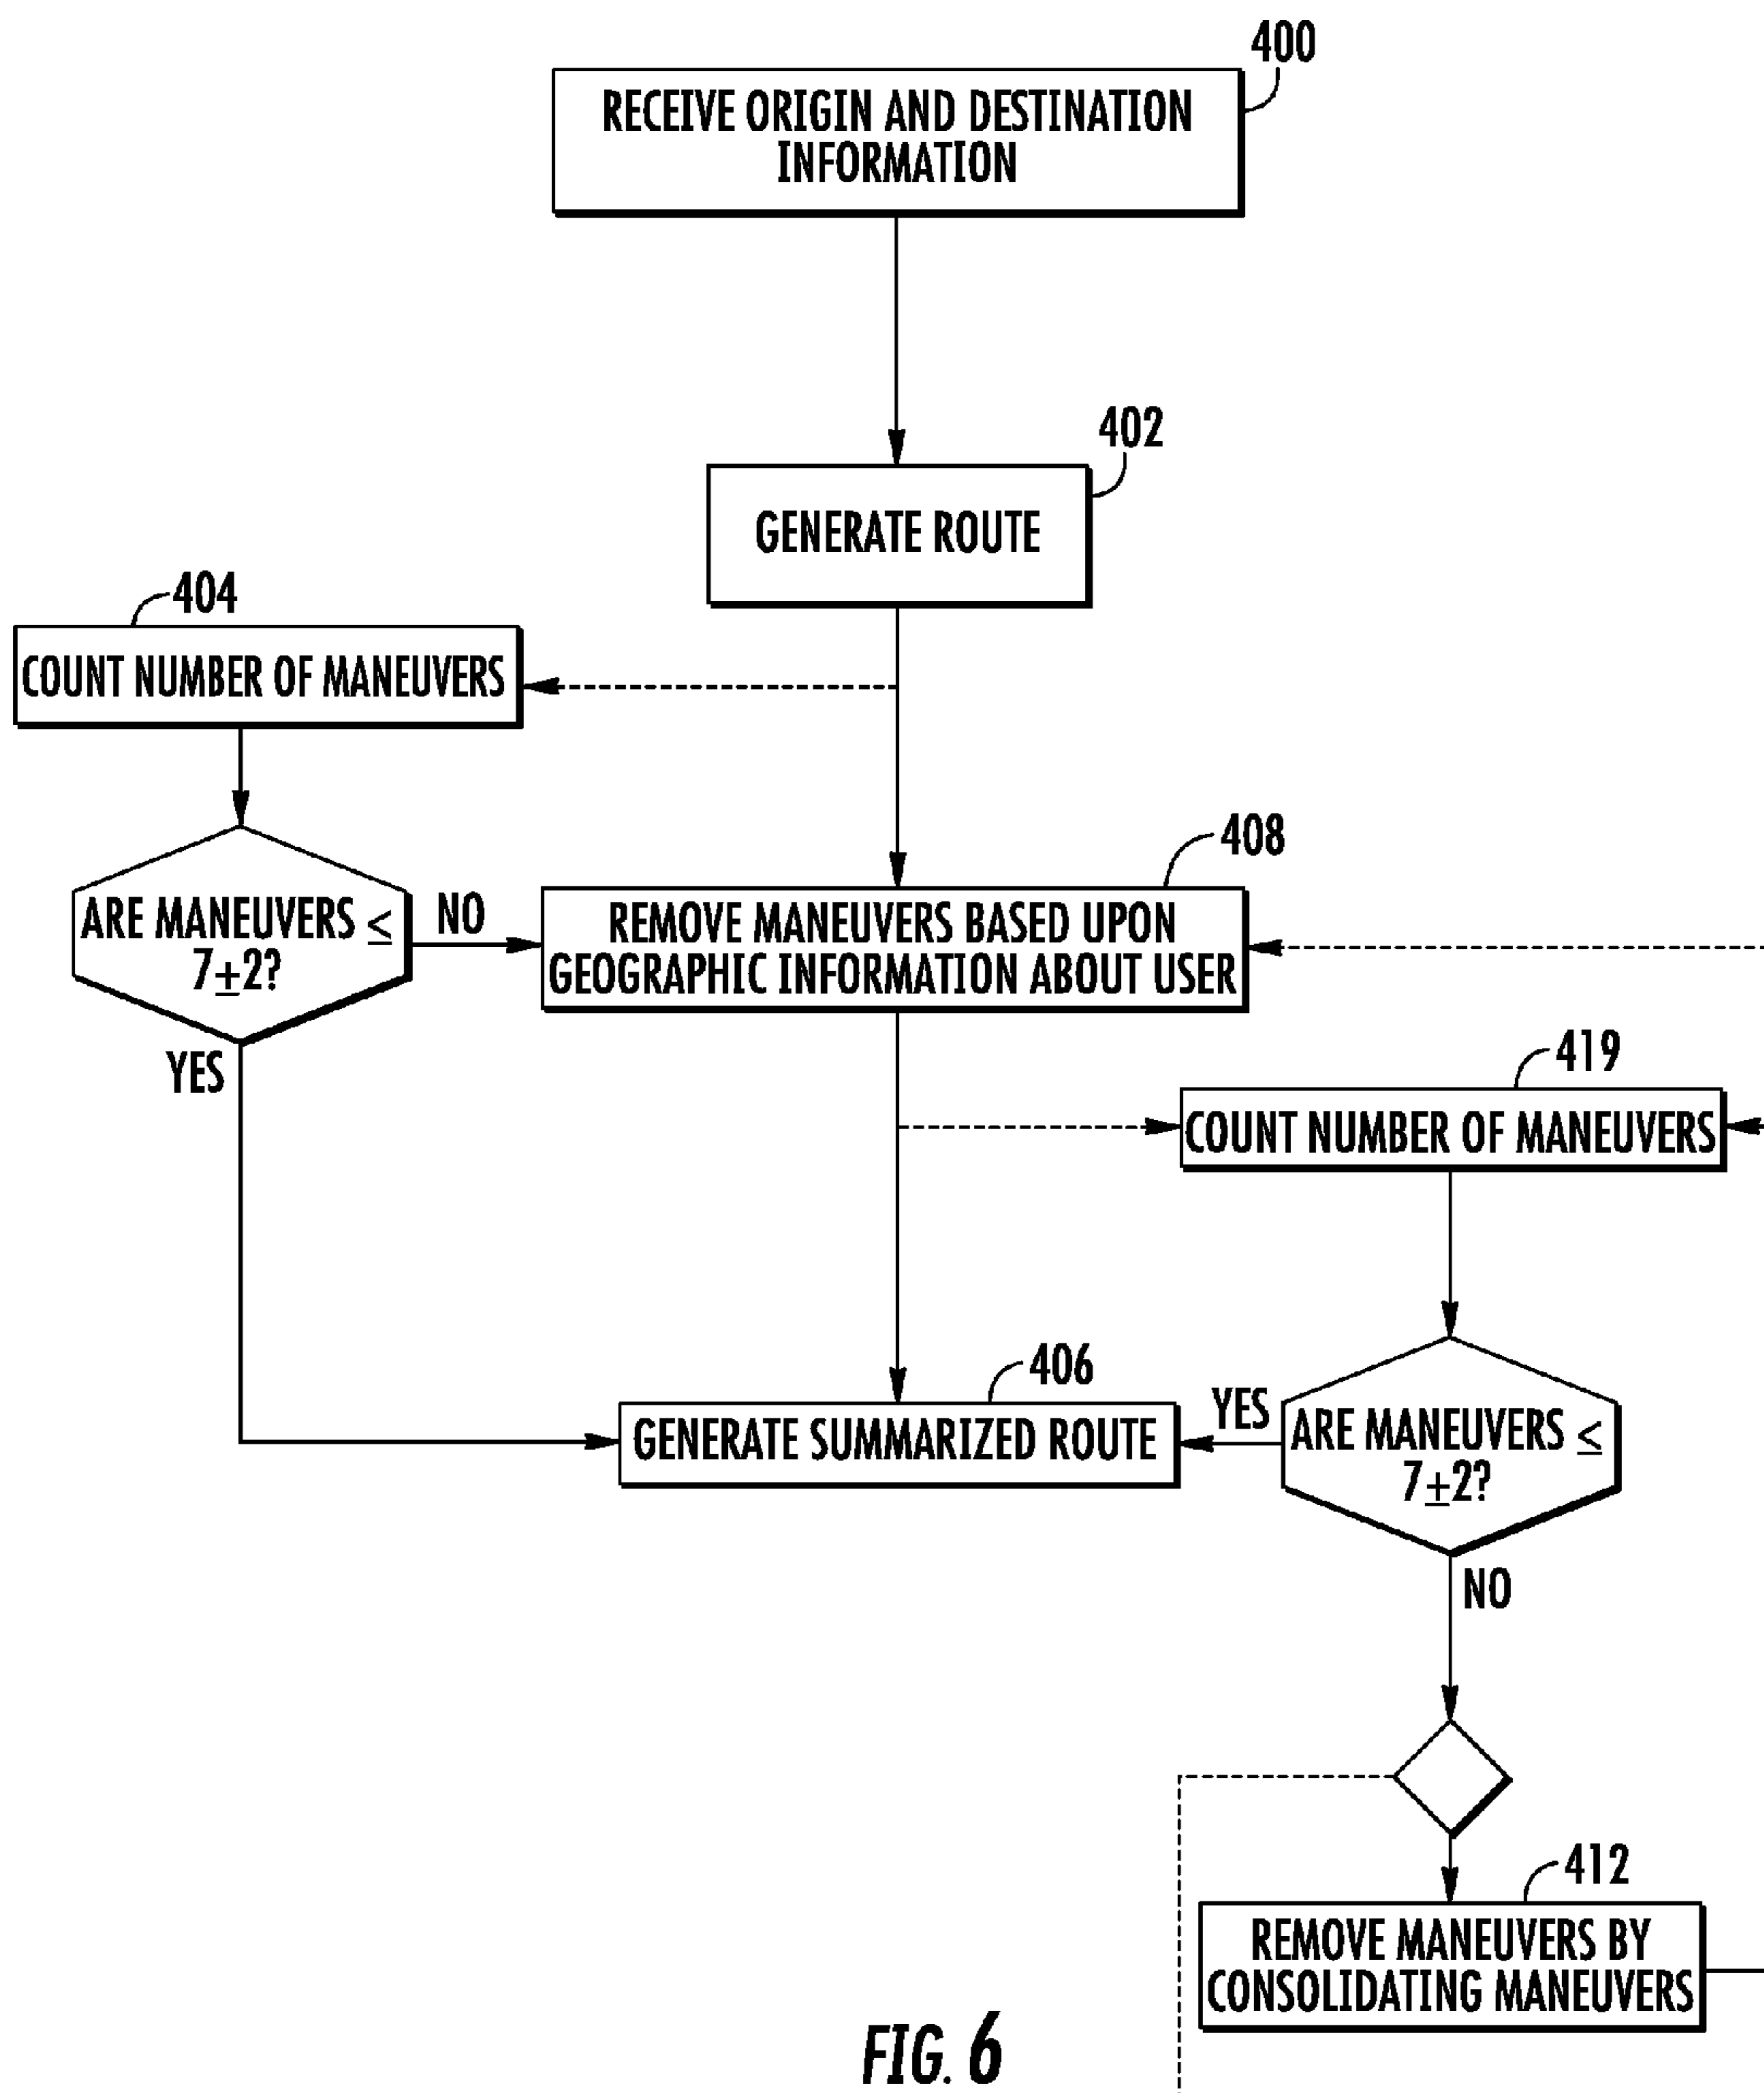 400
RECEIVE ORIGIN AND DESTINATION
INFORMATION
402
GENERATE ROUTE
404
COUNT NUMBER OF MANEUVERS
408
ARE MANEUVERS ≤
7±2?
NO
REMOVE MANEUVERS BASED UPON
GEOGRAPHIC INFORMATION ABOUT USER
YES
419
COUNT NUMBER OF MANEUVERS
406
GENERATE SUMMARIZED ROUTE
YES
ARE MANEUVERS ≤
7±2?
NO
412
REMOVE MANEUVERS BY
CONSOLIDATING MANEUVERS
FIG. 6